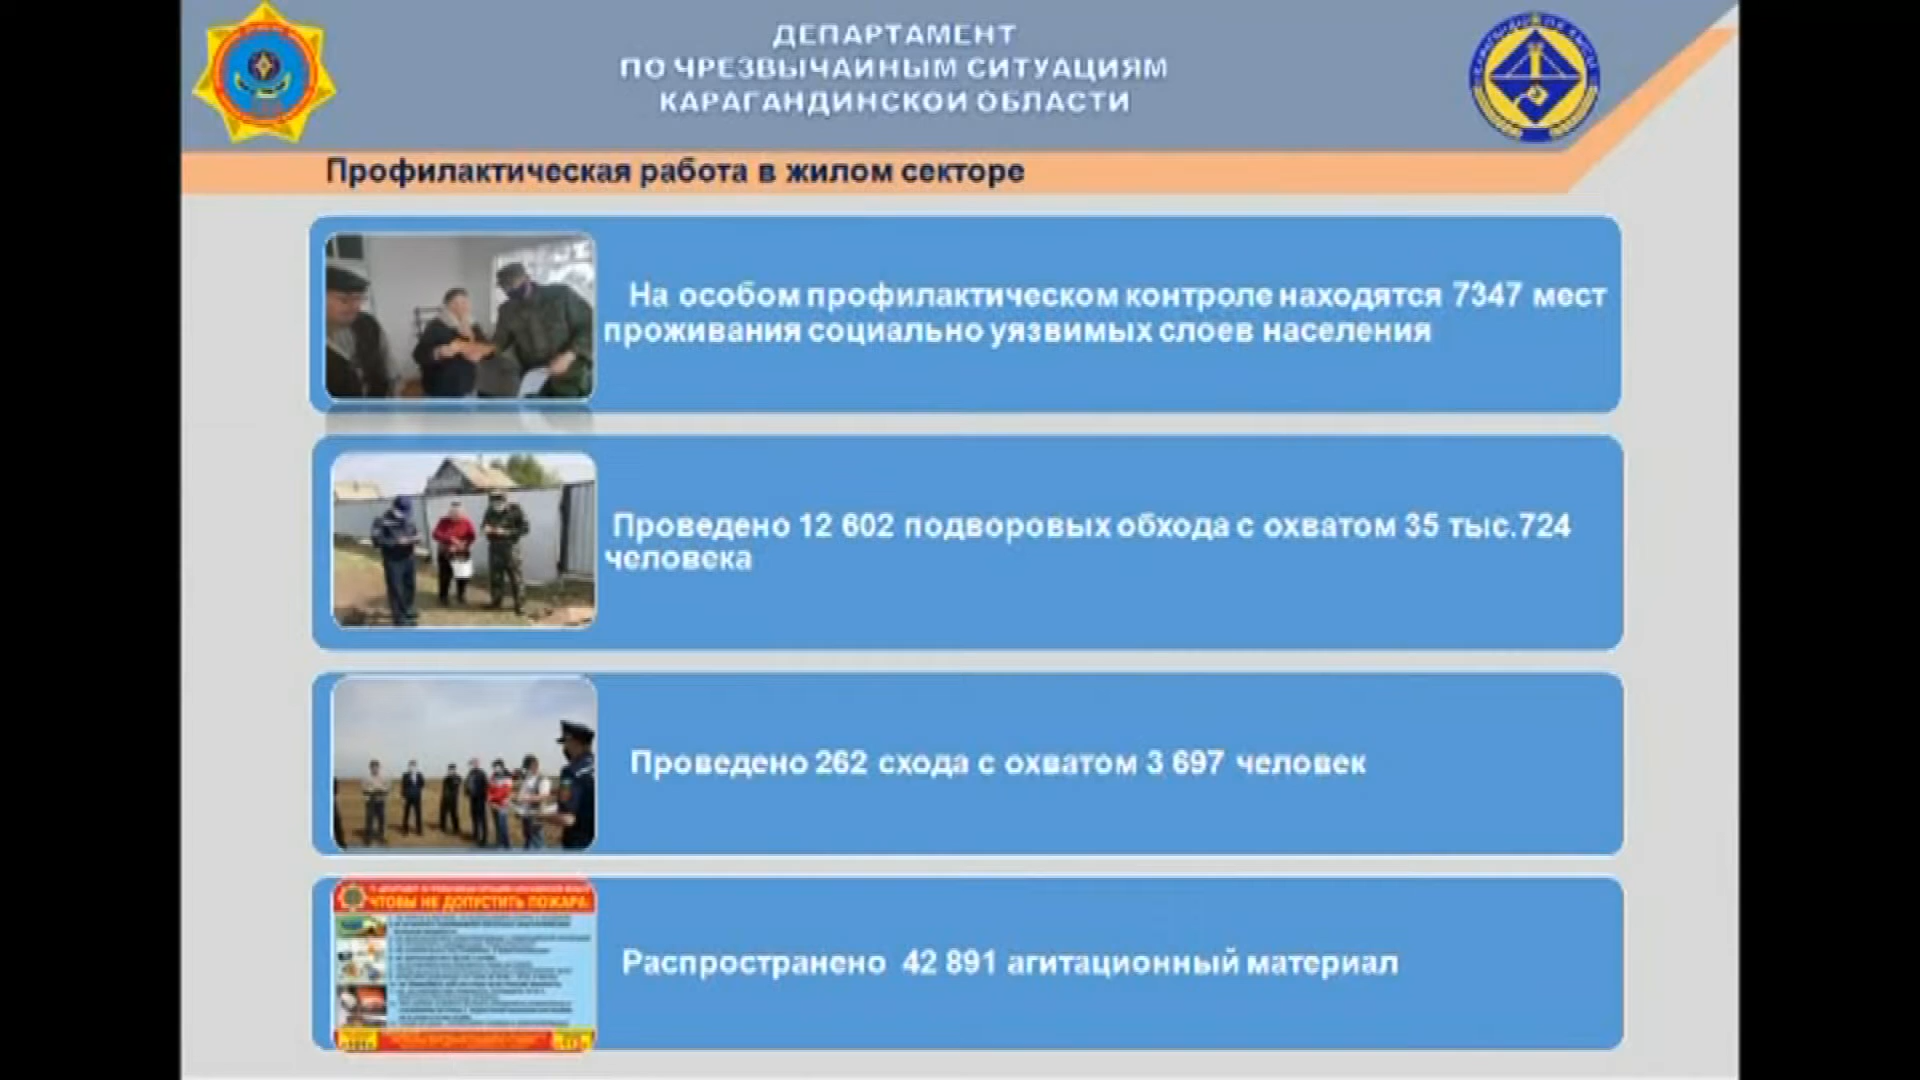 ДЕПАРТАМЕНТ
ПО ЧРЕЗВЫЧАЙНЫМ СИТУАЦИЯМ
КАРАГАНДИНСКОЙ ОБЛАСТИ
Профилактическая работа в жилом секторе
На особом профилактическом контроле находятся 7347 мест
проживания социально уязвимых слоев населения
Проведено 12 602 подворовых обхода с охватом 35 тыс.724
человека
Проведено 262 схода с охватом 3 697 человек
ЧТОБЫ НЕ ДОПУСТИТЬ ПОЖАРА:
Распространено 42 891 агитационный материал